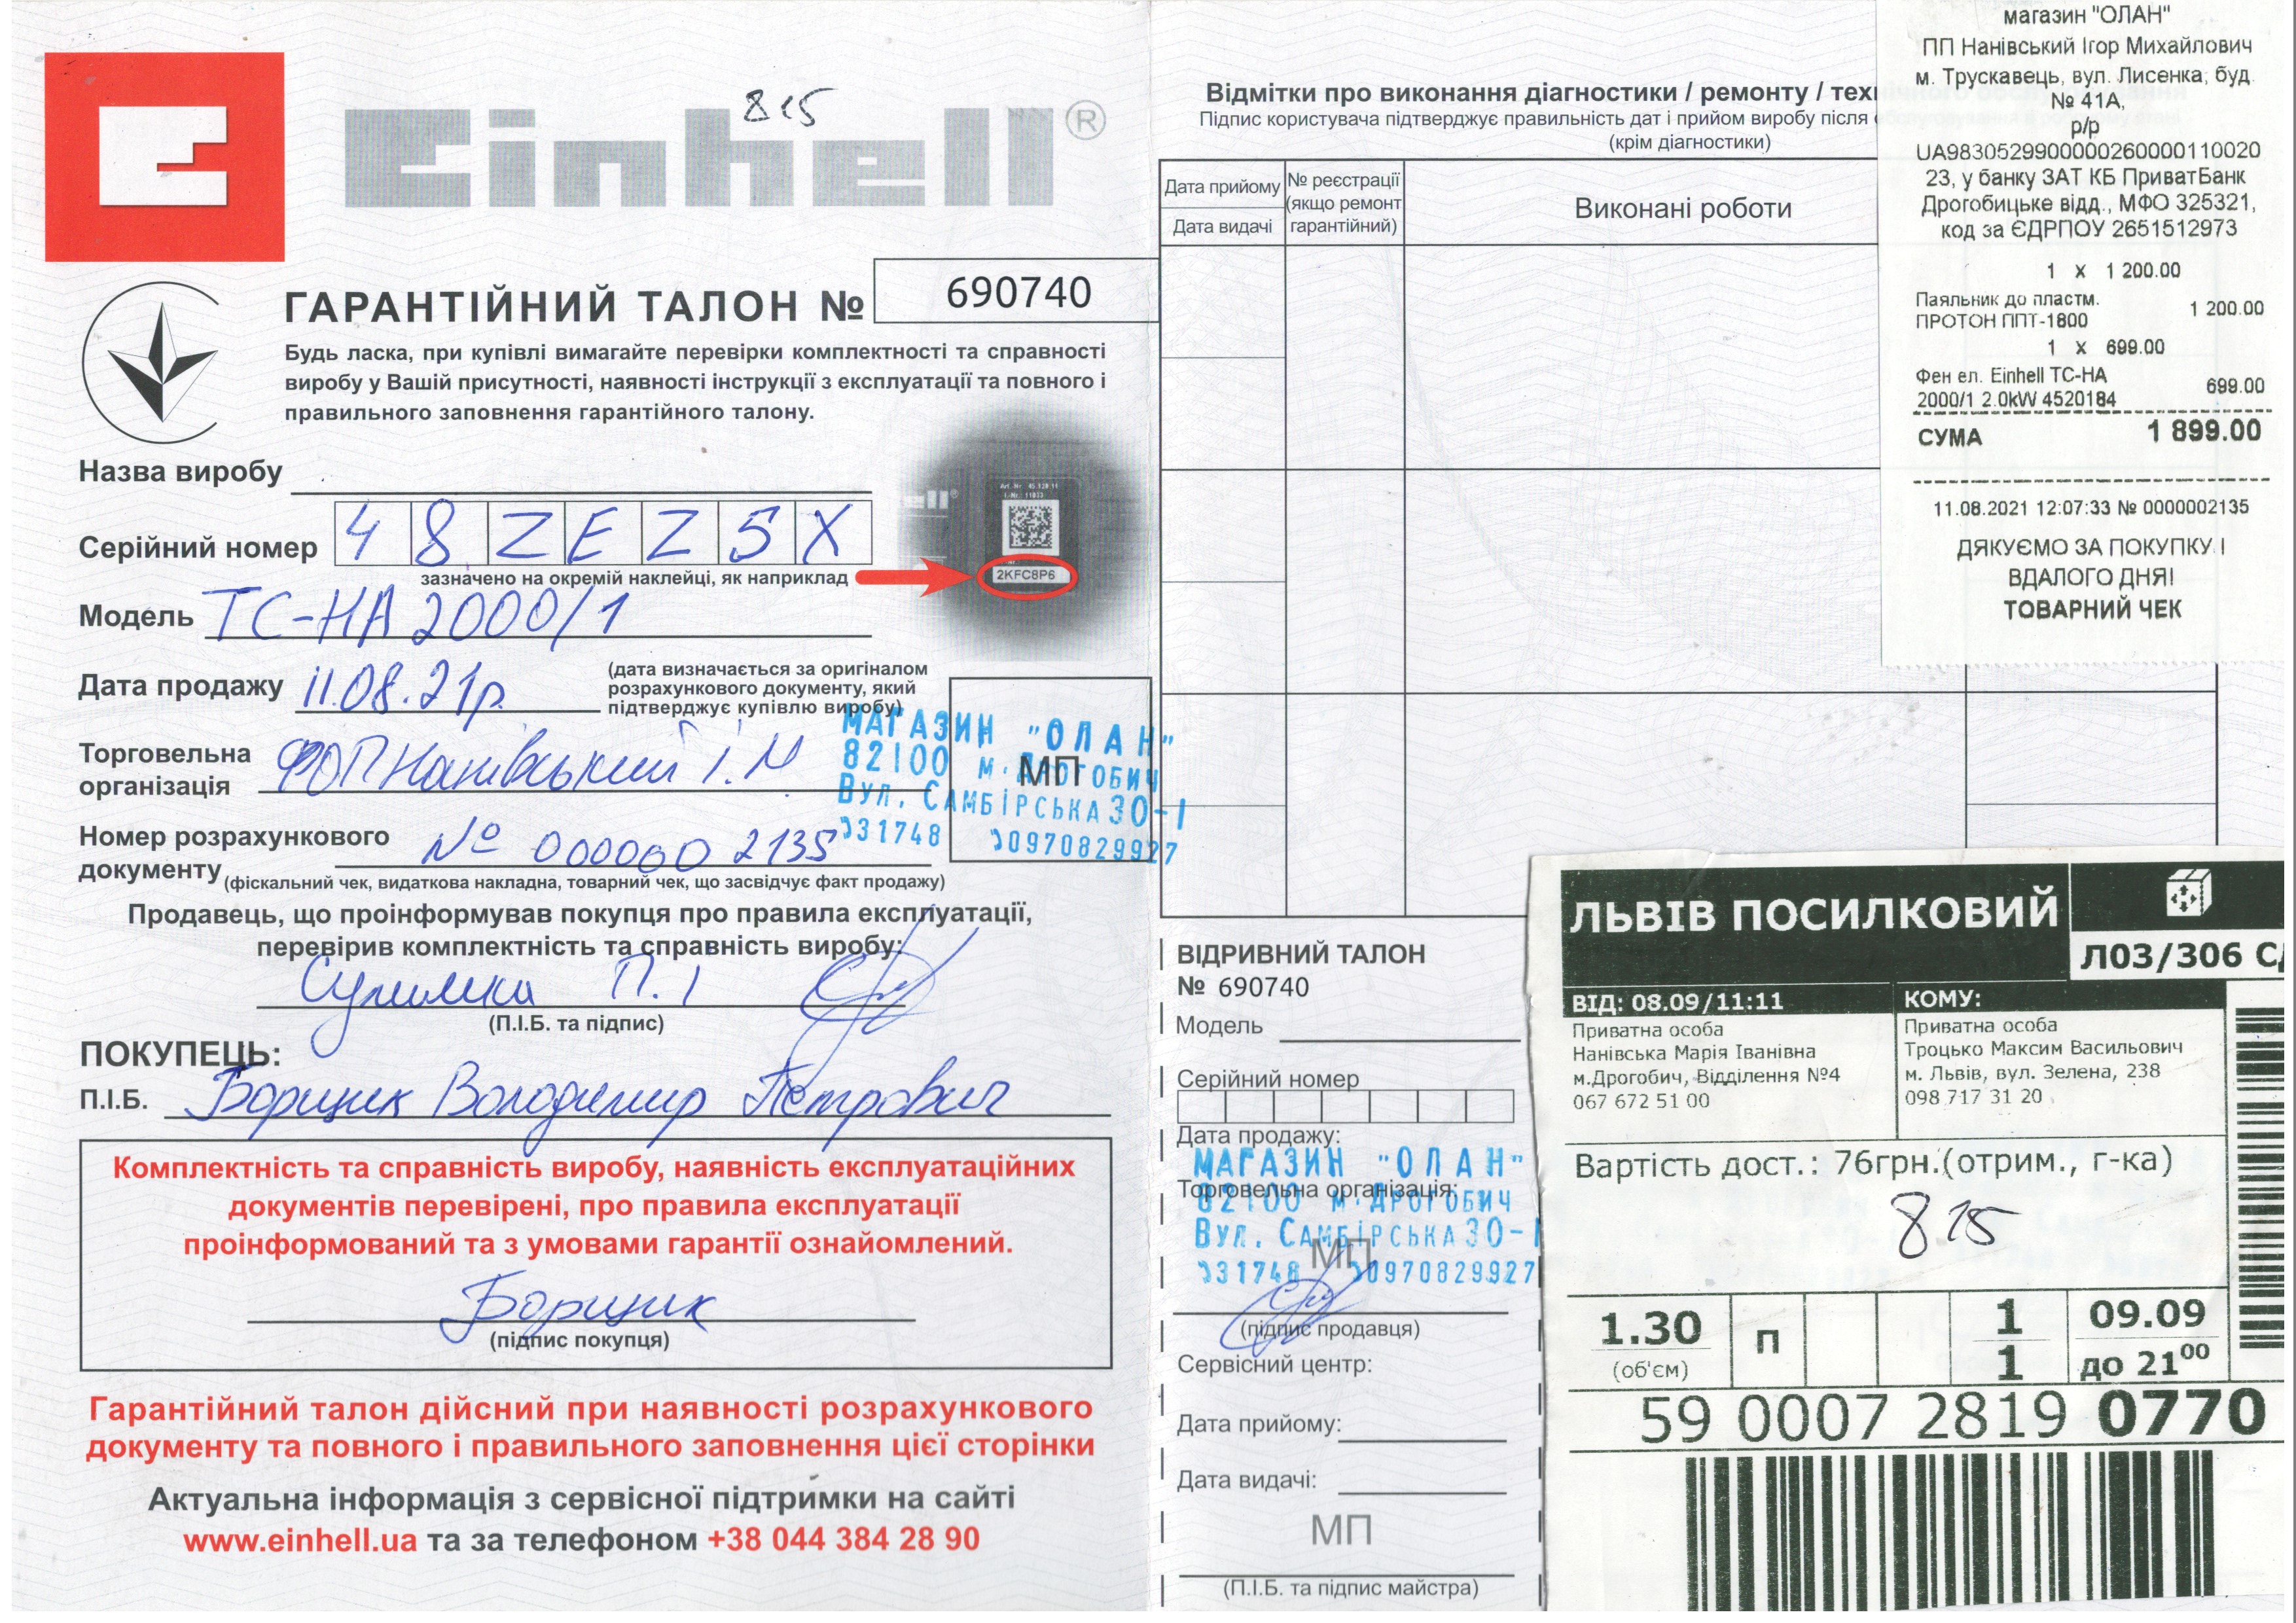 815
Einhell®
ГАРАНТІЙНИЙ ТАЛОН № 690740
Будь ласка, при купівлі вимагайте перевірки комплектності та справності
виробу у Вашій присутності, наявності інструкції з експлуатації та повного і
правильного заповнення гарантійного талону.
Назва виробу
Серійний номер 4 8 Z E Z 5 X
зазначено на окремій наклейці, як наприклад
2KFC8P6
Модель TC-HA 2000/1
Дата продажу 11.08.21р.
(дата визначається за оригіналом
розрахункового документу, який
підтверджує купівлю виробу)
Торговельна
організація ФОП Нанівський І.М
МП
МАГАЗИН "ОЛАН"
82100 м. ДРОГОБИЧ
Вул. САМБІРСЬКА 30-1
31748 0970829927
Номер розрахункового
документу № 0000002135
(фіскальний чек, видаткова накладна, товарний чек, що засвідчує факт продажу)
Продавець, що проінформував покупця про правила експлуатації,
перевірив комплектність та справність виробу:
П. І
(П.І.Б. та підпис)
ПОКУПЕЦЬ:
П.І.Б. Борщик Володимир Петрович
Комплектність та справність виробу, наявність експлуатаційних
документів перевірені, про правила експлуатації
проінформований та з умовами гарантії ознайомлений.
Борщик
(підпис покупця)
Гарантійний талон дійсний при наявності розрахункового
документу та повного і правильного заповнення цієї сторінки
Актуальна інформація з сервісної підтримки на сайті
www.einhell.ua та за телефоном +38 044 384 28 90
Відмітки про виконання діагностики / ремонту /
Підпис користувача підтверджує правильність дат і прийом виробу після
(крім діагностики)
Дата прийому
Дата видачі
№ реєстрації
(якщо ремонт
гарантійний)
Виконані роботи
магазин "ОЛАН"
ПП Нанівський Ігор Михайлович
м. Трускавець, вул. Лисенка, буд.
№ 41А,
р/р
UA983052990000002600000110020
23, у банку ЗАТ КБ ПриватБанк
Дрогобицьке відд., МФО 325321,
код за ЄДРПОУ 2651512973
1 X 1 200.00
Паяльник до пластм.
ПРОТОН ППТ-1800 1 200.00
1 X 699.00
Фен ел. Einhell TC-HA
2000/1 2.0kW 4520184 699.00
СУМА 1 899.00
11.08.2021 12:07:33 № 0000002135
ДЯКУЄМО ЗА ПОКУПКУ І
ВДАЛОГО ДНЯ!
ТОВАРНИЙ ЧЕК
ВІДРИВНИЙ ТАЛОН
№ 690740
Модель
Серійний номер
Дата продажу:
Торговельна організація:
МАГАЗИН "ОЛАН"
82100 м. ДРОГОБИЧ
Вул. САМБІРСЬКА 30-
31748 0970829927
МП
(підпис продавця)
Сервісний центр:
Дата прийому:
Дата видачі:
МП
(П.І.Б. та підпис майстра)
ЛЬВІВ ПОСИЛКОВИЙ
Л03/306
ВІД: 08.09/11:11
Приватна особа
Нанівська Марія Іванівна
м.Дрогобич, Відділення №4
067 672 51 00
КОМУ:
Приватна особа
Троцько Максим Васильович
м. Львів, вул. Зелена, 238
098 717 31 20
Вартість дост.: 76грн.(отрим., г-ка)
815
1.30
(об'єм)
п
1
1
09.09
до 21⁰⁰
59 0007 2819 0770